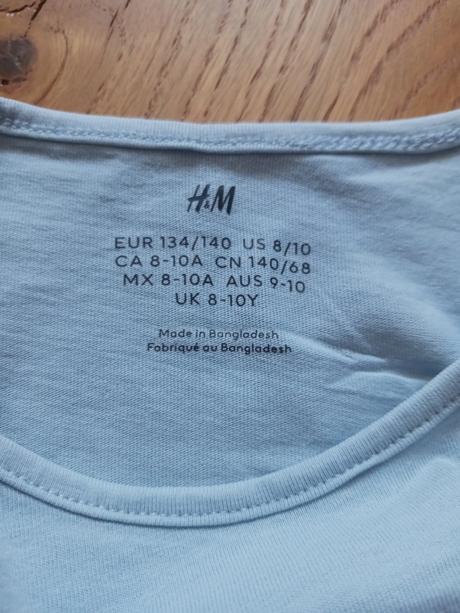 H&M
EUR 134/140 US 8/10
CA 8-10A CN 140/68
MX 8-10A AUS 9-10
UK 8-10Y
Made in Bangladesh
Fabriqué au Bangladesh